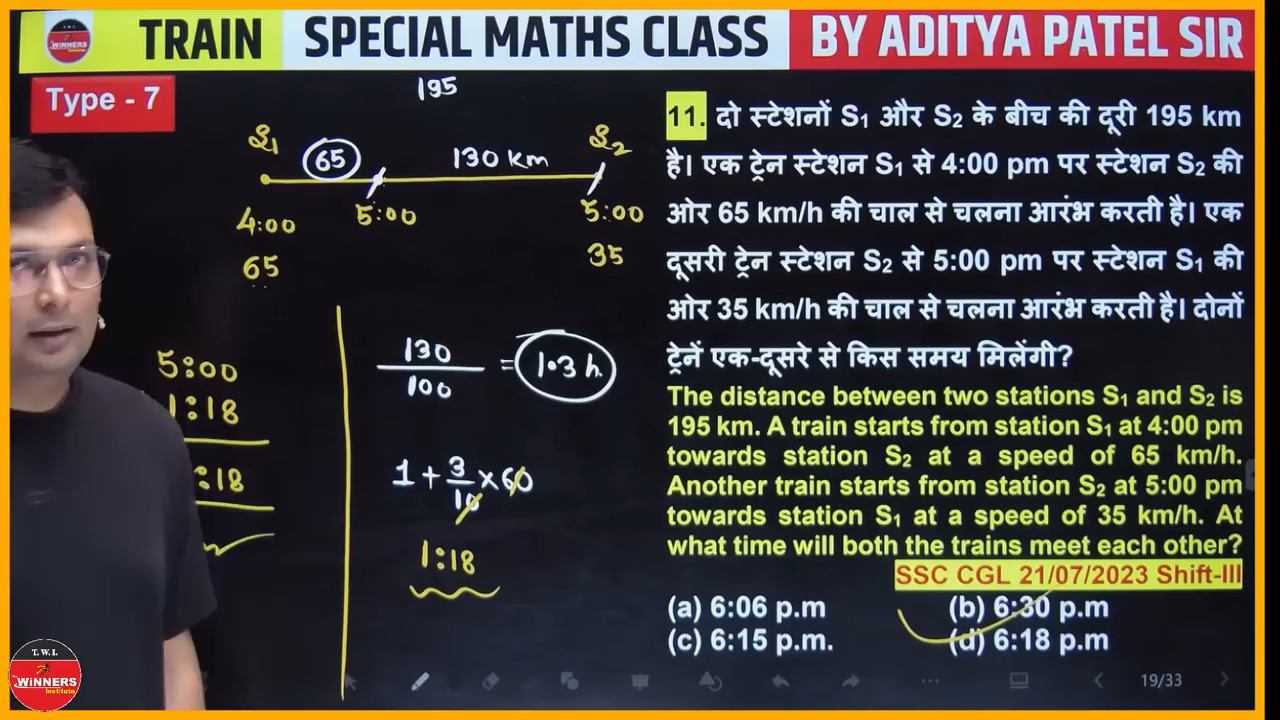 T.W.I.
WiNNERS
Institute
TRAIN
SPECIAL MATHS CLASS
BY ADITYA PATEL SIR
Type - 7
195
S1
65
130 km
S2
4:00
5:00
5:00
65
35
5:00
1:18
:18
130
100
= 1.3 h.
1 + 3/10 × 60
1:18
11. दो स्टेशनों S₁ और S₂ के बीच की दूरी 195 km
है। एक ट्रेन स्टेशन S₁ से 4:00 pm पर स्टेशन S₂ की
ओर 65 km/h की चाल से चलना आरंभ करती है। एक
दूसरी ट्रेन स्टेशन S₂ से 5:00 pm पर स्टेशन S₁ की
ओर 35 km/h की चाल से चलना आरंभ करती है। दोनों
ट्रेनें एक-दूसरे से किस समय मिलेंगी?
The distance between two stations S₁ and S₂ is
195 km. A train starts from station S₁ at 4:00 pm
towards station S₂ at a speed of 65 km/h.
Another train starts from station S₂ at 5:00 pm
towards station S₁ at a speed of 35 km/h. At
what time will both the trains meet each other?
SSC CGL 21/07/2023 Shift-III
(a) 6:06 p.m
(b) 6:30 p.m
(c) 6:15 p.m.
(d) 6:18 p.m
19/33
T.W.I.
WiNNERS
Institute